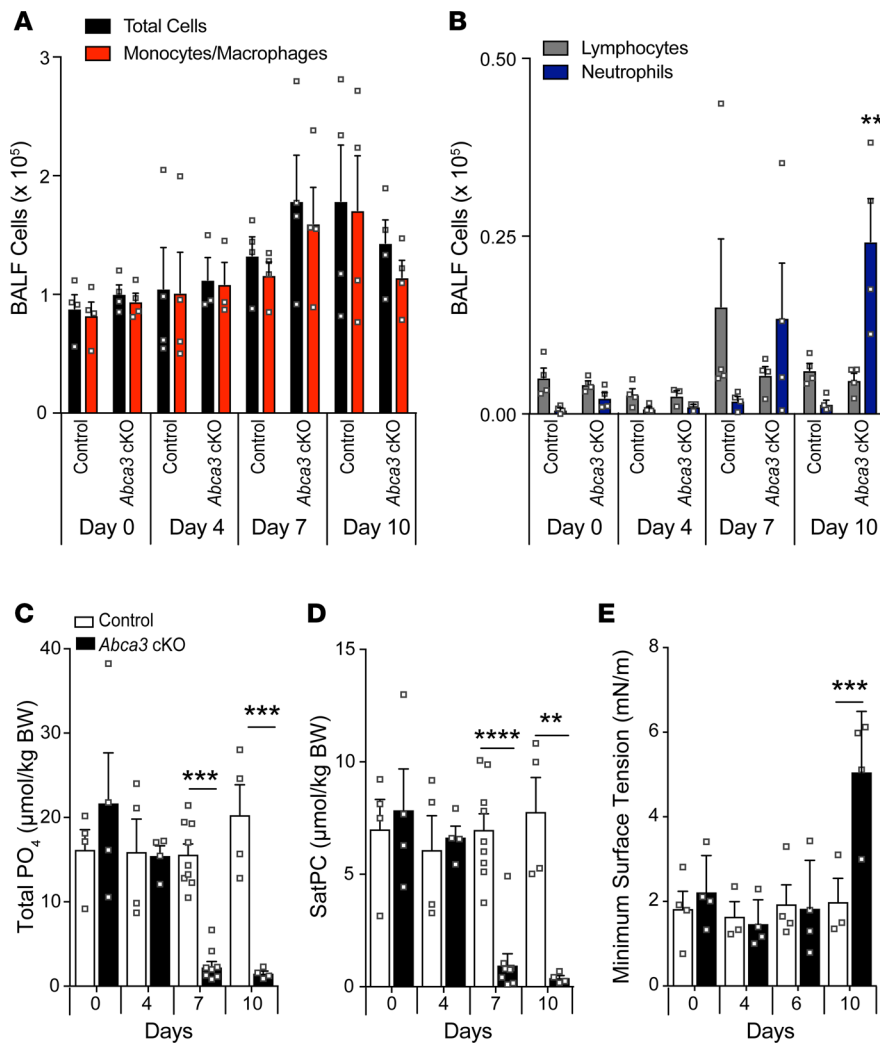 A
Total Cells
Monocytes/Macrophages
BALF Cells (x 10⁵)
3
2
1
0
Control
Abca3 cKO
Control
Abca3 cKO
Control
Abca3 cKO
Control
Abca3 cKO
Day 0 Day 4 Day 7 Day 10
B
Lymphocytes
Neutrophils
BALF Cells (x 10⁵)
0.50
0.25
0.00
**
Control
Abca3 cKO
Control
Abca3 cKO
Control
Abca3 cKO
Control
Abca3 cKO
Day 0 Day 4 Day 7 Day 10
C
Control
Abca3 cKO
Total PO₄ (μmol/kg BW)
40
30
20
10
0
***
***
0 4 7 10
Days
D
SatPC (μmol/kg BW)
15
10
5
0
****
**
0 4 7 10
Days
E
Minimum Surface Tension (mN/m)
8
6
4
2
0
***
0 4 6 10
Days